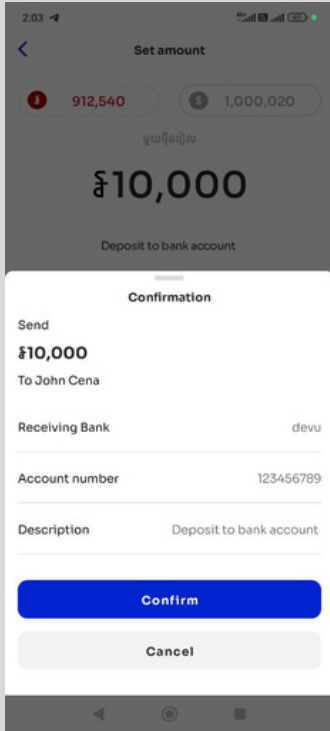 2:03
Set amount
៛ 912,540 $ 1,000,020
មួយម៉ឺនរៀល
៛10,000
Deposit to bank account
Confirmation
Send
៛10,000
To John Cena
Receiving Bank devu
Account number 123456789
Description Deposit to bank account
Confirm
Cancel